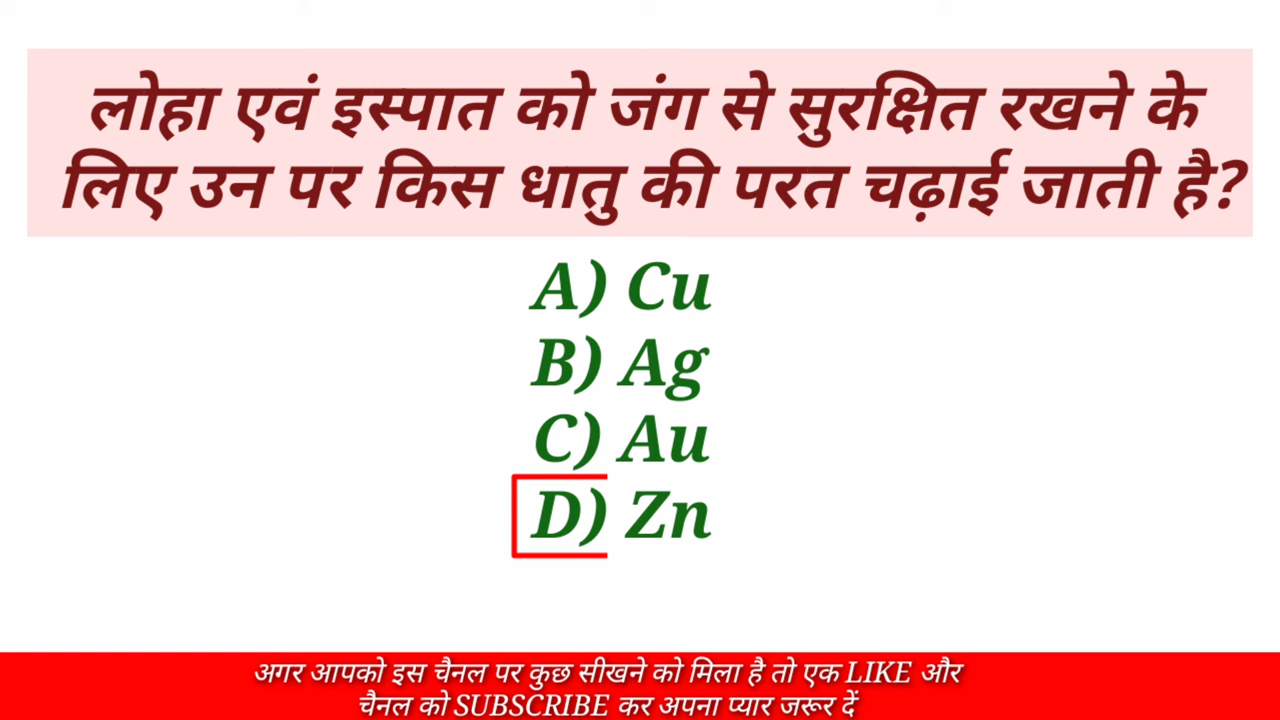 लोहा एवं इस्पात को जंग से सुरक्षित रखने के
लिए उन पर किस धातु की परत चढ़ाई जाती है?
A) Cu
B) Ag
C) Au
D) Zn
अगर आपको इस चैनल पर कुछ सीखने को मिला है तो एक LIKE और
चैनल को SUBSCRIBE कर अपना प्यार जरूर दें